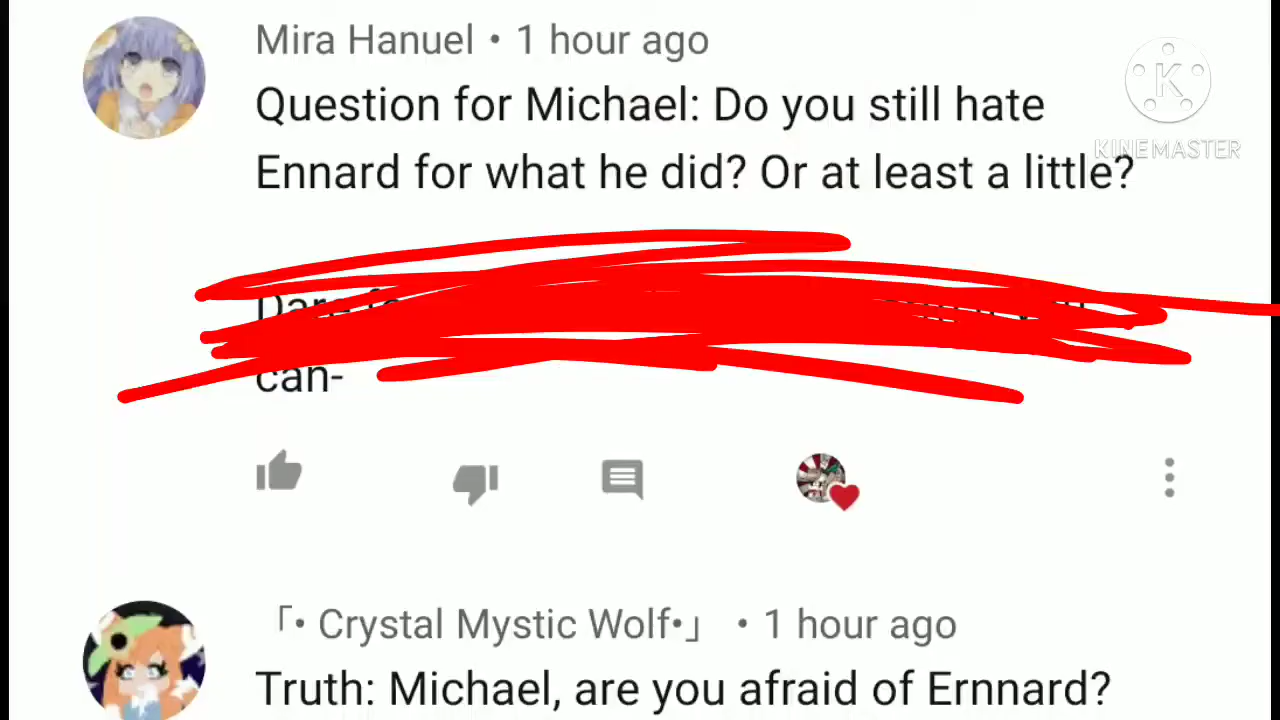 Mira Hanuel • 1 hour ago
Question for Michael: Do you still hate
Ennard for what he did? Or at least a little?
can-
「• Crystal Mystic Wolf•」 • 1 hour ago
Truth: Michael, are you afraid of Ernnard?
K
KINEMASTER